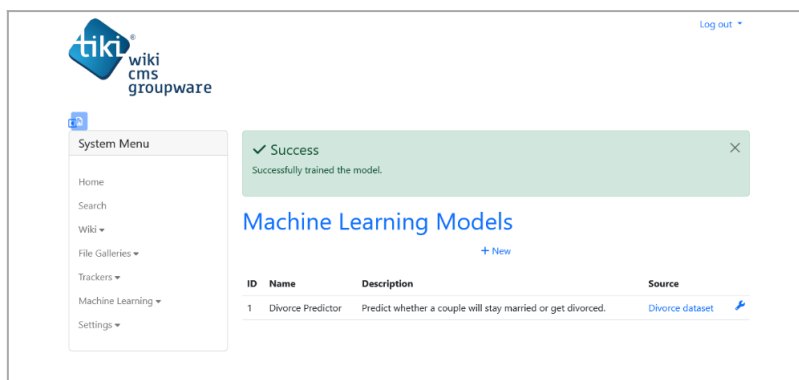 Log out
tiki®
wiki
cms
groupware
System Menu
Home
Search
Wiki
File Galleries
Trackers
Machine Learning
Settings
Success
Successfully trained the model.
Machine Learning Models
+ New
ID Name Description Source
1 Divorce Predictor Predict whether a couple will stay married or get divorced. Divorce dataset